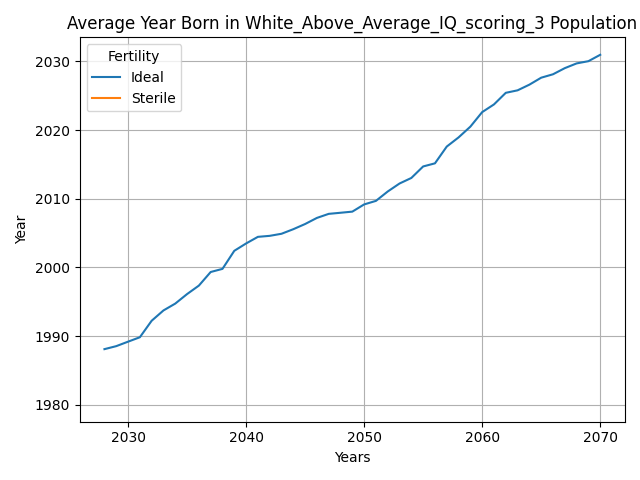 Average Year Born in White_Above_Average_IQ_scoring_3 Population
Fertility
Ideal
Sterile
2030
2020
2010
2000
1990
1980
Year
2030 2040 2050 2060 2070
Years